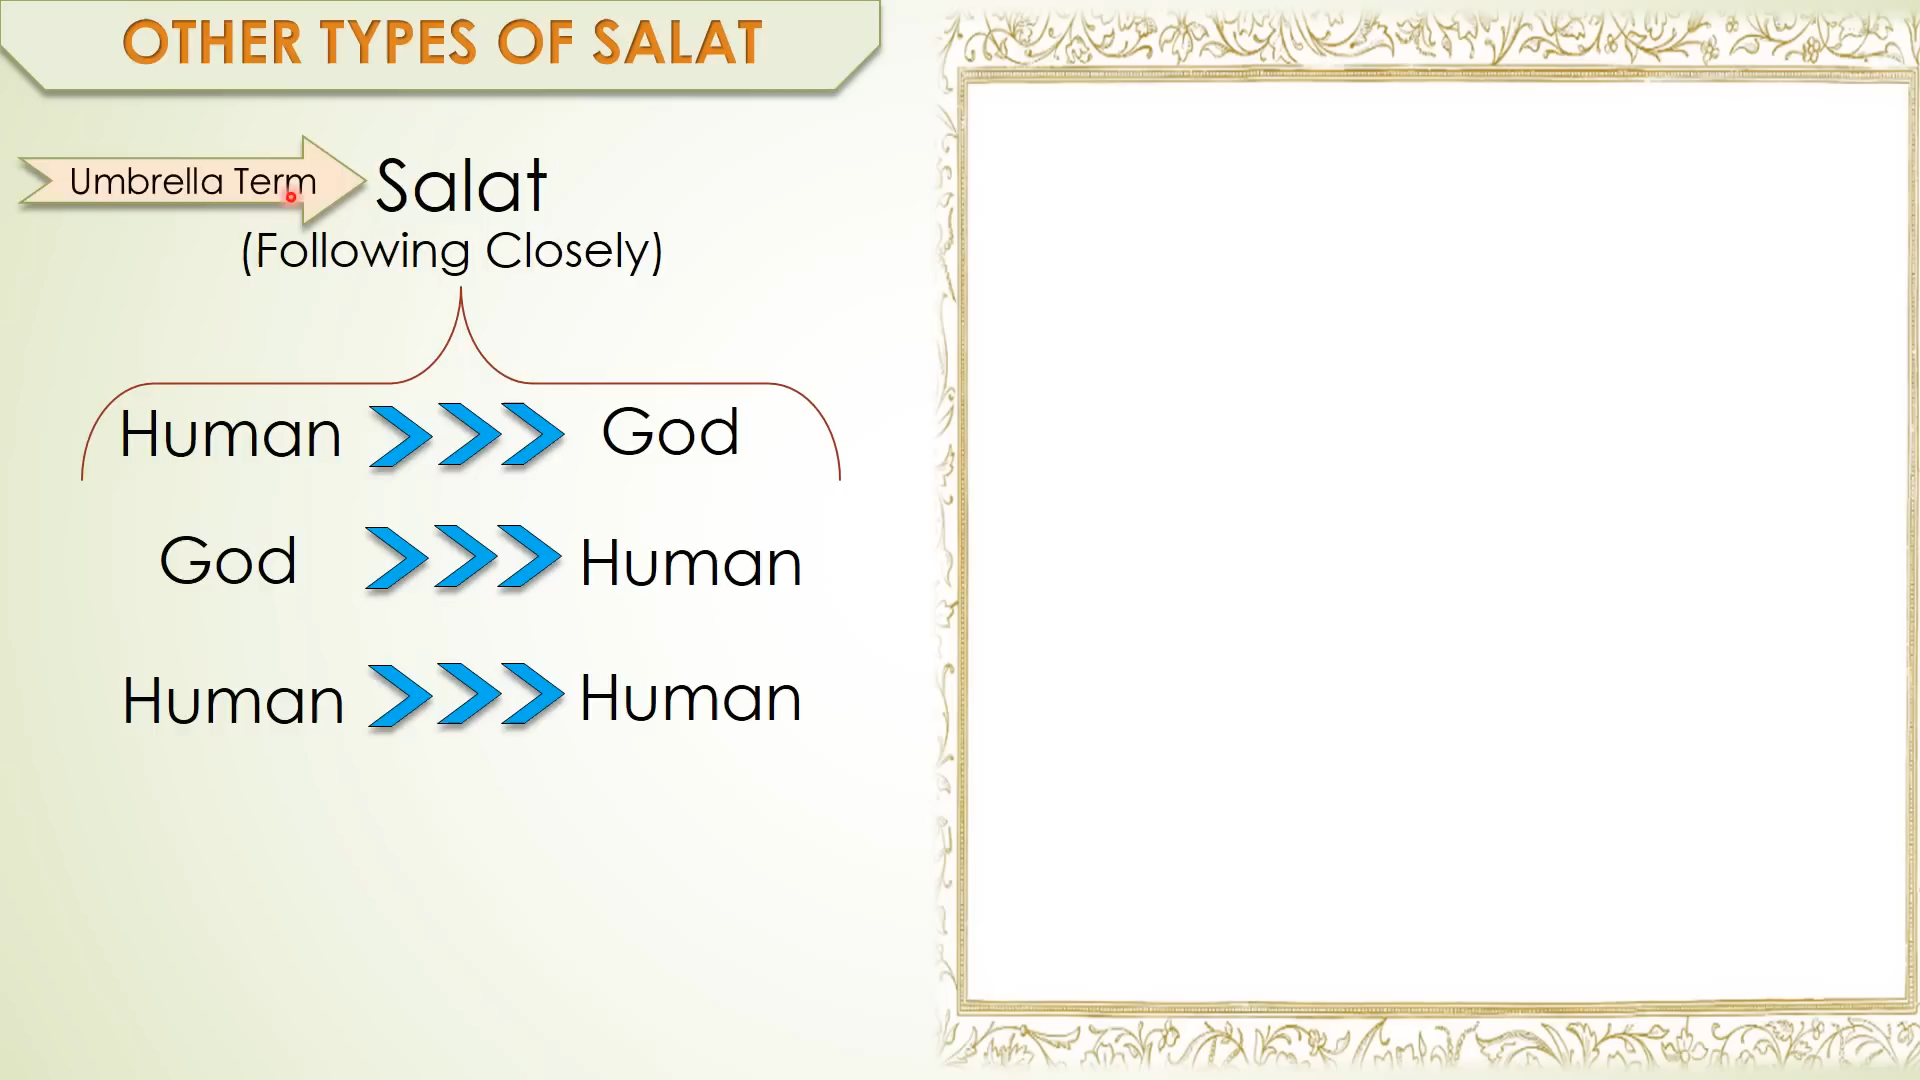 OTHER TYPES OF SALAT
Umbrella Term
Salat
(Following Closely)
Human God
God Human
Human Human